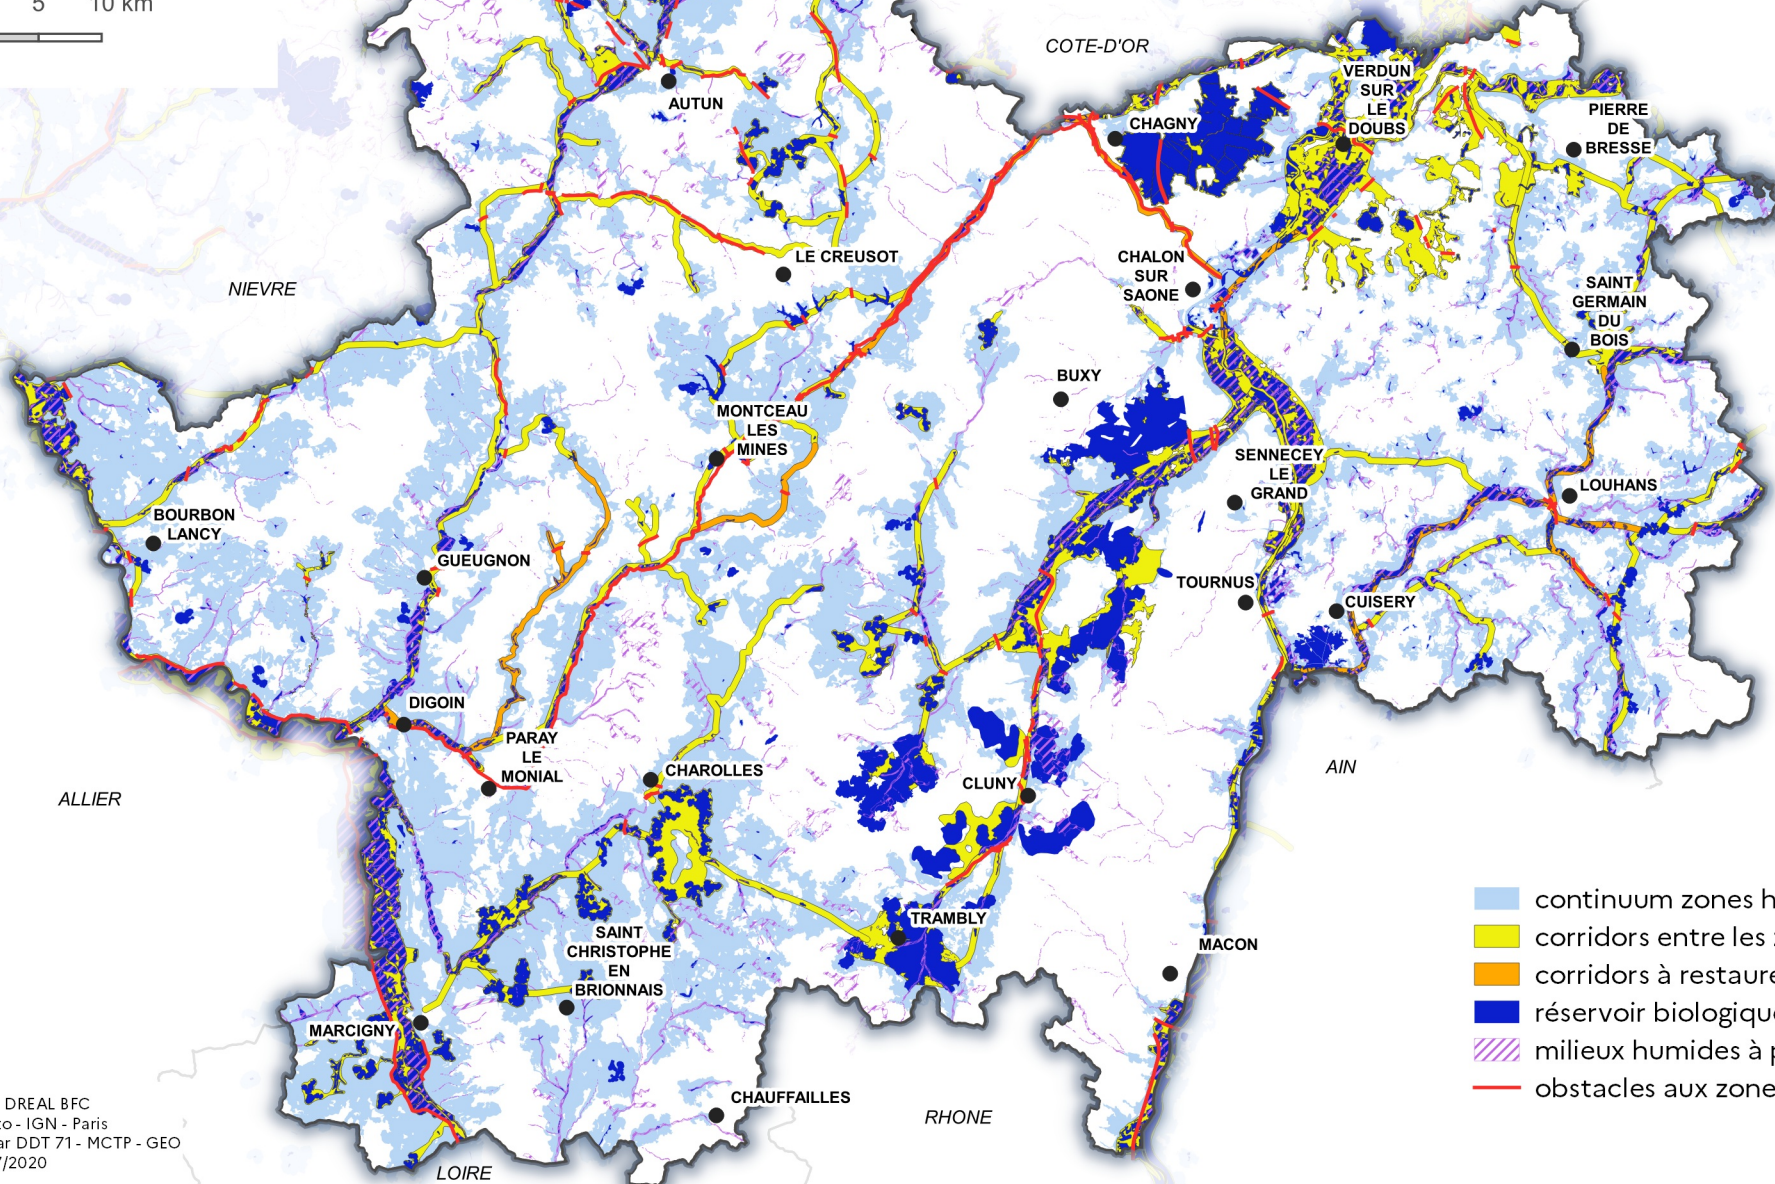 5 10 km
COTE-D'OR
VERDUN
SUR
LE
DOUBS
AUTUN
CHAGNY
PIERRE
DE
BRESSE
LE CREUSOT
CHALON
SUR
SAONE
NIEVRE
SAINT
GERMAIN
DU
BOIS
BUXY
MONTCEAU
LES
MINES
SENNECEY
LE
GRAND
LOUHANS
BOURBON
LANCY
GUEUGNON
TOURNUS
CUISERY
DIGOIN
PARAY
LE
MONIAL
CHAROLLES
CLUNY
AIN
ALLIER
TRAMBLY
SAINT
CHRISTOPHE
EN
BRIONNAIS
MACON
MARCIGNY
CHAUFFAILLES
RHONE
LOIRE
continuum zones h
corridors entre les
corridors à restaure
réservoir biologiqu
milieux humides à p
obstacles aux zone
DREAL BFC
to - IGN - Paris
ar DDT 71 - MCTP - GEO
/2020